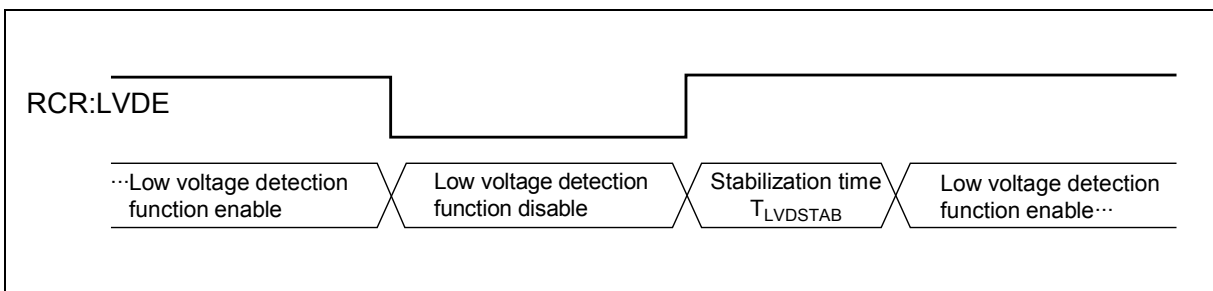 RCR:LVDE
···Low voltage detection
function enable
Low voltage detection
function disable
Stabilization time
TLVDSTAB
Low voltage detection
function enable···